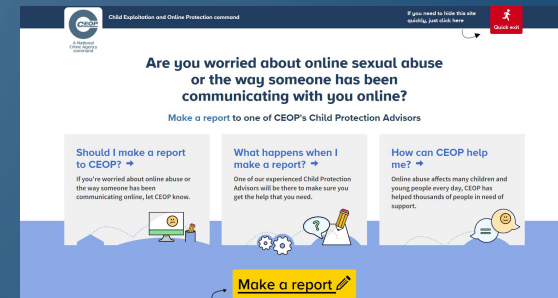 CEOP
A National
Crime Agency
command
Child Exploitation and Online Protection command
If you need to hide this site
quickly, just click here
Quick exit
Are you worried about online sexual abuse
or the way someone has been
communicating with you online?
Make a report to one of CEOP's Child Protection Advisors
Should I make a report
to CEOP? →
If you're worried about online abuse or
the way someone has been
communicating online, let CEOP know.
What happens when I
make a report? →
One of our experienced Child Protection
Advisors will be there to make sure you
get the help that you need.
How can CEOP help
me? →
Online abuse affects many children and
young people every day, CEOP has
helped thousands of people in need of
support.
Make a report